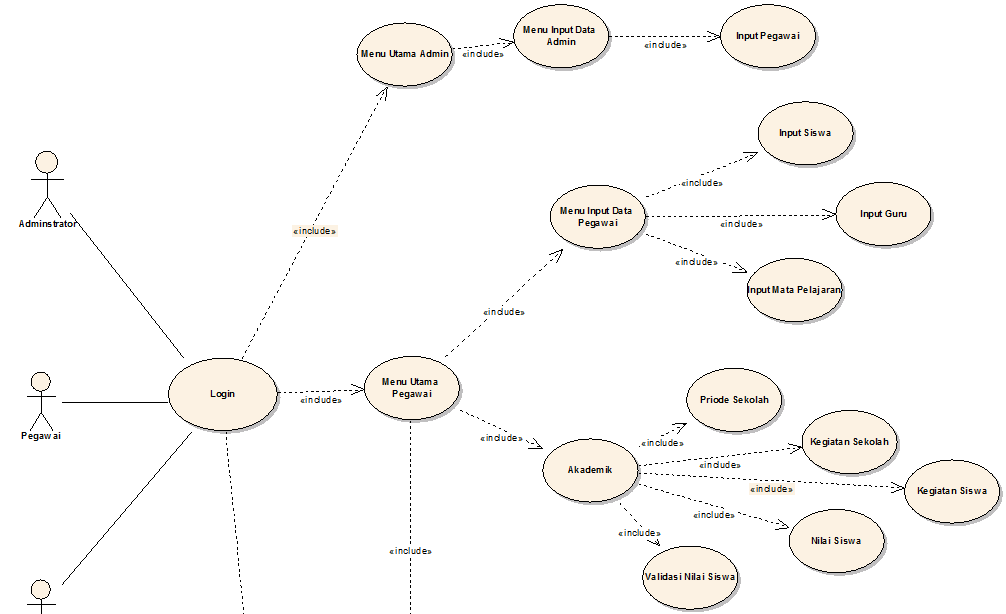 Menu Utama Admin
«include»
Menu Input Data
Admin
«include»
Input Pegawai
Adminstrator
«include»
Input Siswa
«include»
Menu Input Data
Pegawai
«include»
Input Guru
«include»
Input Mata Pelajaran
«include»
Pegawai
Login
«include»
Menu Utama
Pegawai
«include»
Akademik
«include»
Priode Sekolah
«include»
Kegiatan Sekolah
«include»
Kegiatan Siswa
«include»
Nilai Siswa
«include»
Validasi Nilai Siswa
«include»